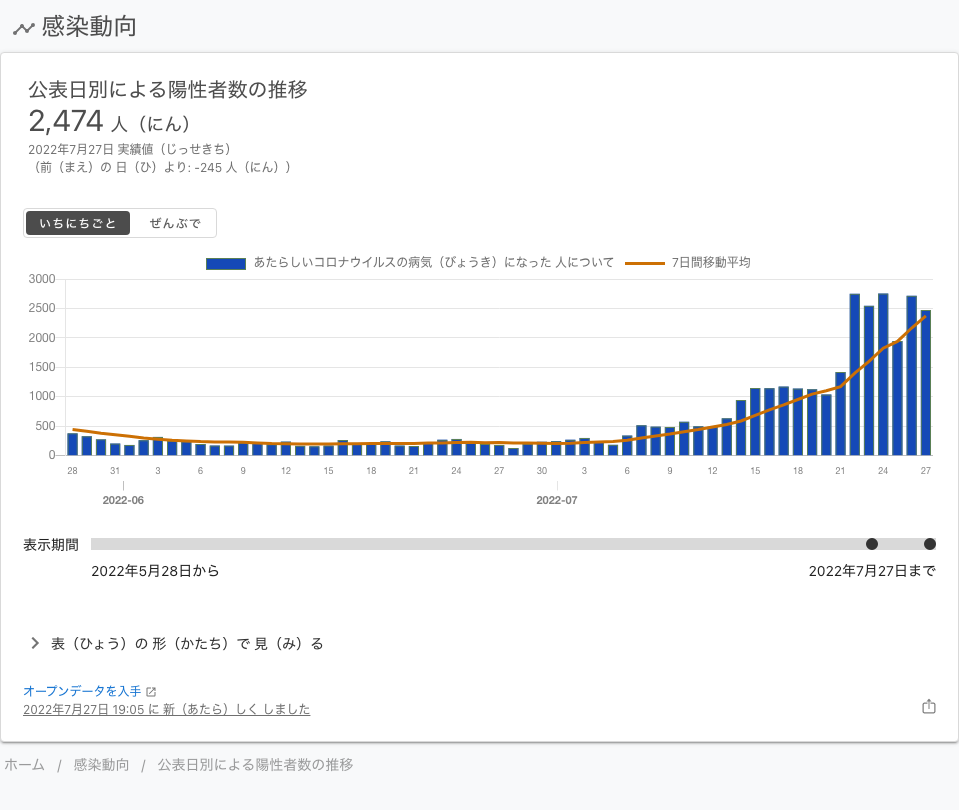 感染動向
公表日別による陽性者数の推移
2,474 人（にん）
2022年7月27日 実績値（じっせきち）
（前（まえ）の 日（ひ）より: -245 人（にん））
いちにちごと ぜんぶで
あたらしいコロナウイルスの病気（びょうき）になった 人について 7日間移動平均
3000
2500
2000
1500
1000
500
0
28 31 3 6 9 12 15 18 21 24 27 30 3 6 9 12 15 18 21 24 27
2022-06 2022-07
表示期間
2022年5月28日から 2022年7月27日まで
表（ひょう）の 形（かたち）で 見（み）る
オープンデータを入手
2022年7月27日 19:05 に 新（あたら）しく しました
ホーム / 感染動向 / 公表日別による陽性者数の推移